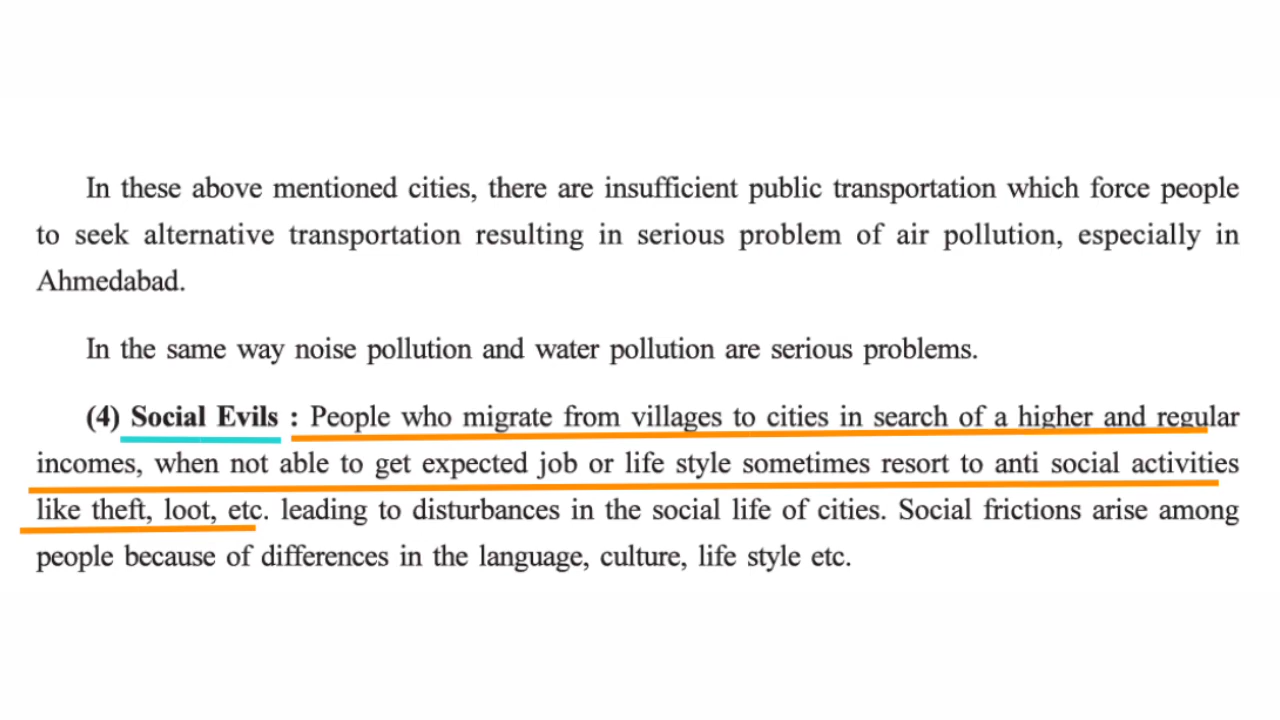 In these above mentioned cities, there are insufficient public transportation which force people
to seek alternative transportation resulting in serious problem of air pollution, especially in
Ahmedabad.
In the same way noise pollution and water pollution are serious problems.
(4) Social Evils : People who migrate from villages to cities in search of a higher and regular
incomes, when not able to get expected job or life style sometimes resort to anti social activities
like theft, loot, etc. leading to disturbances in the social life of cities. Social frictions arise among
people because of differences in the language, culture, life style etc.